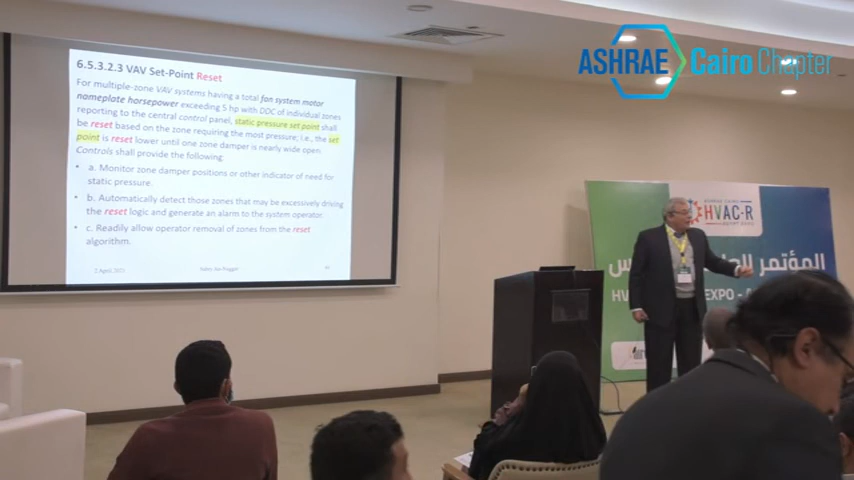 ASHRAE Cairo Chapter
6.5.3.2.3 VAV Set-Point Reset
For multiple-zone VAV systems having a total fan system motor
nameplate horsepower exceeding 5 hp with DDC of individual zones
reporting to the central control panel, static pressure set point shall
be reset based on the zone requiring the most pressure; i.e., the set
point is reset lower until one zone damper is nearly wide open.
Controls shall provide the following:
• a. Monitor zone damper positions or other indicator of need for
static pressure.
• b. Automatically detect those zones that may be excessively driving
the reset logic and generate an alarm to the system operator.
• c. Readily allow operator removal of zones from the reset
algorithm.
ASHRAE CAIRO
HVAC-R
المؤتمر
EXPO - A